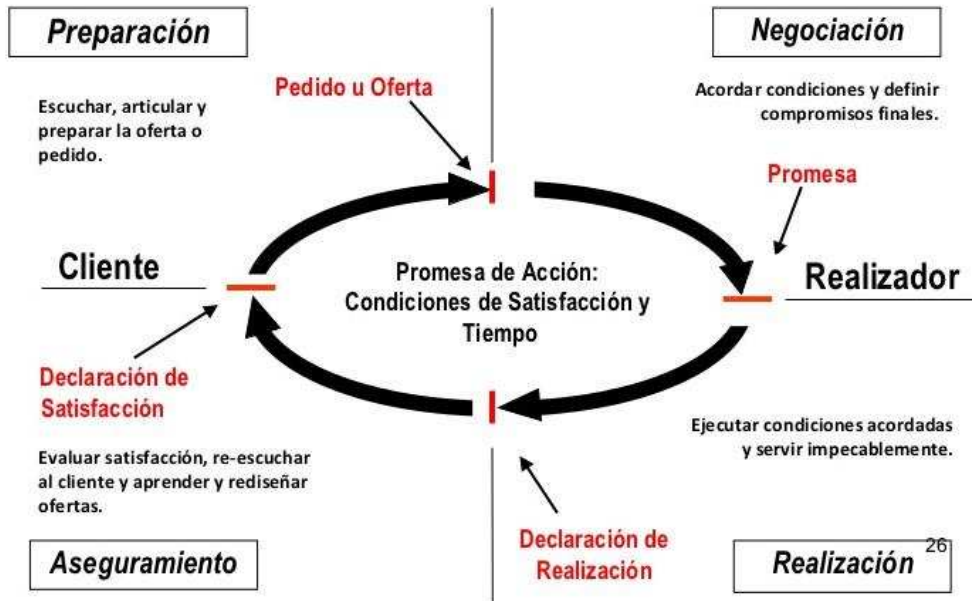 Preparación
Negociación
Pedido u Oferta
Escuchar, articular y
preparar la oferta o
pedido.
Acordar condiciones y definir
compromisos finales.
Promesa
Cliente
Promesa de Acción:
Condiciones de Satisfacción y
Tiempo
Realizador
Declaración de
Satisfacción
Ejecutar condiciones acordadas
y servir impecablemente.
Evaluar satisfacción, re-escuchar
al cliente y aprender y rediseñar
ofertas.
Declaración de
Realización
Aseguramiento
Realización
26